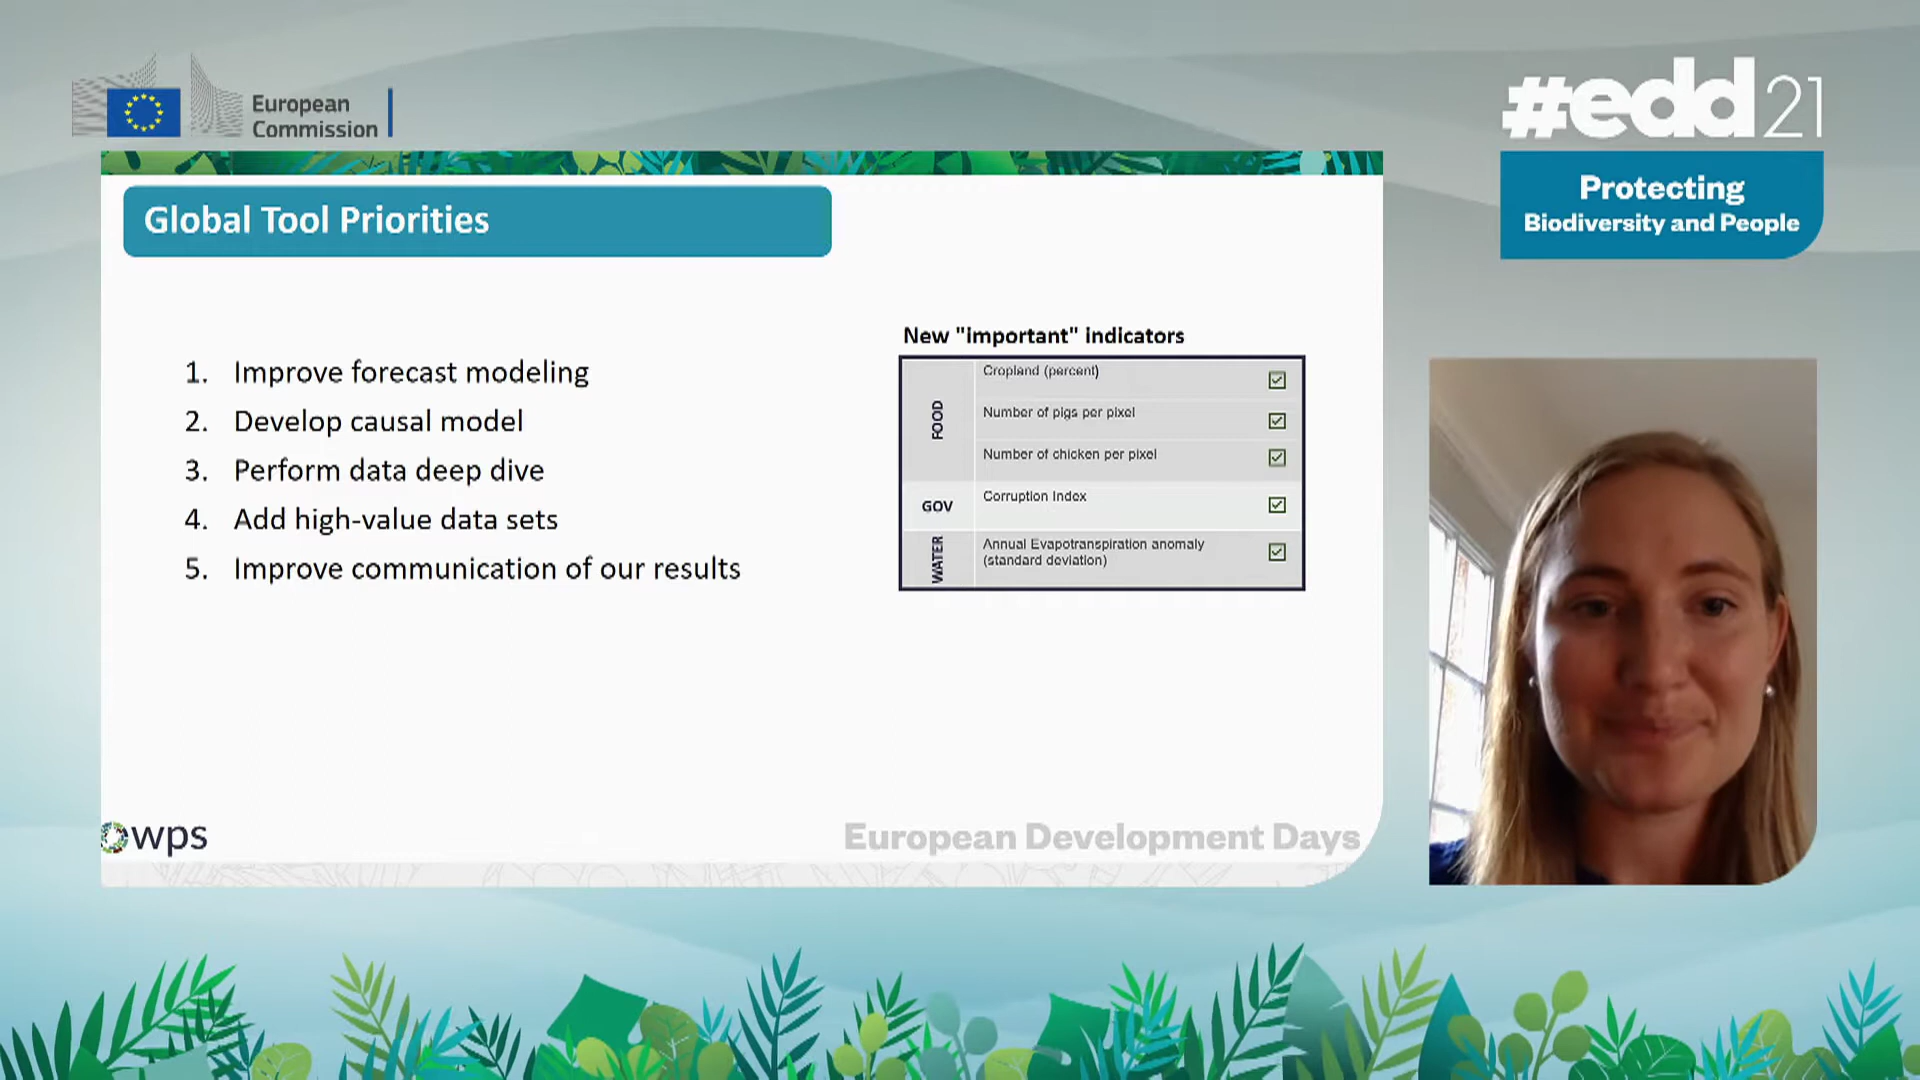 European
Commission
#edd21
Protecting
Biodiversity and People
Global Tool Priorities
1. Improve forecast modeling
2. Develop causal model
3. Perform data deep dive
4. Add high-value data sets
5. Improve communication of our results
New "important" indicators
FOOD
Cropland (percent)
Number of pigs per pixel
Number of chicken per pixel
GOV
Corruption Index
WATER
Annual Evapotranspiration anomaly
(standard deviation)
wps
European Development Days